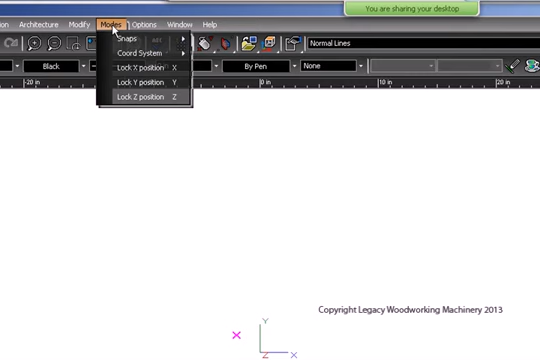 You are sharing your desktop
ion Architecture Modify Modes Options Window Help
Snaps
Normal Lines
Coord System
Black Lock X position X By Pen None
-20 in Lock Y position Y 0 in 20 in
Lock Z position Z
Copyright Legacy Woodworking Machinery 2013
Y
Z X